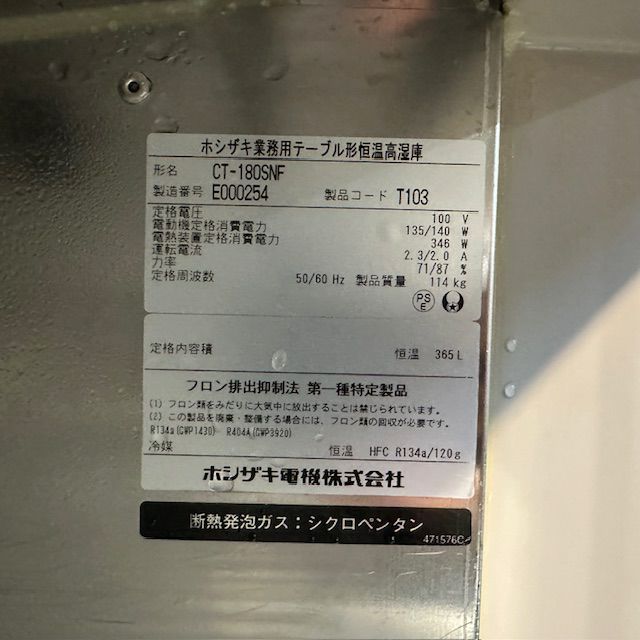 ホシザキ業務用テーブル形恒温高湿庫
形名 CT-180SNF
製造番号 E000254 製品コード T103
定格電圧 100 V
電動機定格消費電力 135/140 W
電熱装置定格消費電力 346 W
運転電流 2.3/2.0 A
力率 71/87 %
定格周波数 50/60 Hz 製品質量 114 kg
PS
E
定格内容積 恒温 365 L
フロン排出抑制法 第一種特定製品
(1) フロン類をみだりに大気中に放出することは禁じられています。
(2) この製品を廃棄・整備する場合には、フロン類の回収が必要です。
R134a(GWP1430) R404A(GWP3920)
冷媒 恒温 HFC R134a/120g
ホシザキ電機株式会社
断熱発泡ガス：シクロペンタン
471576C